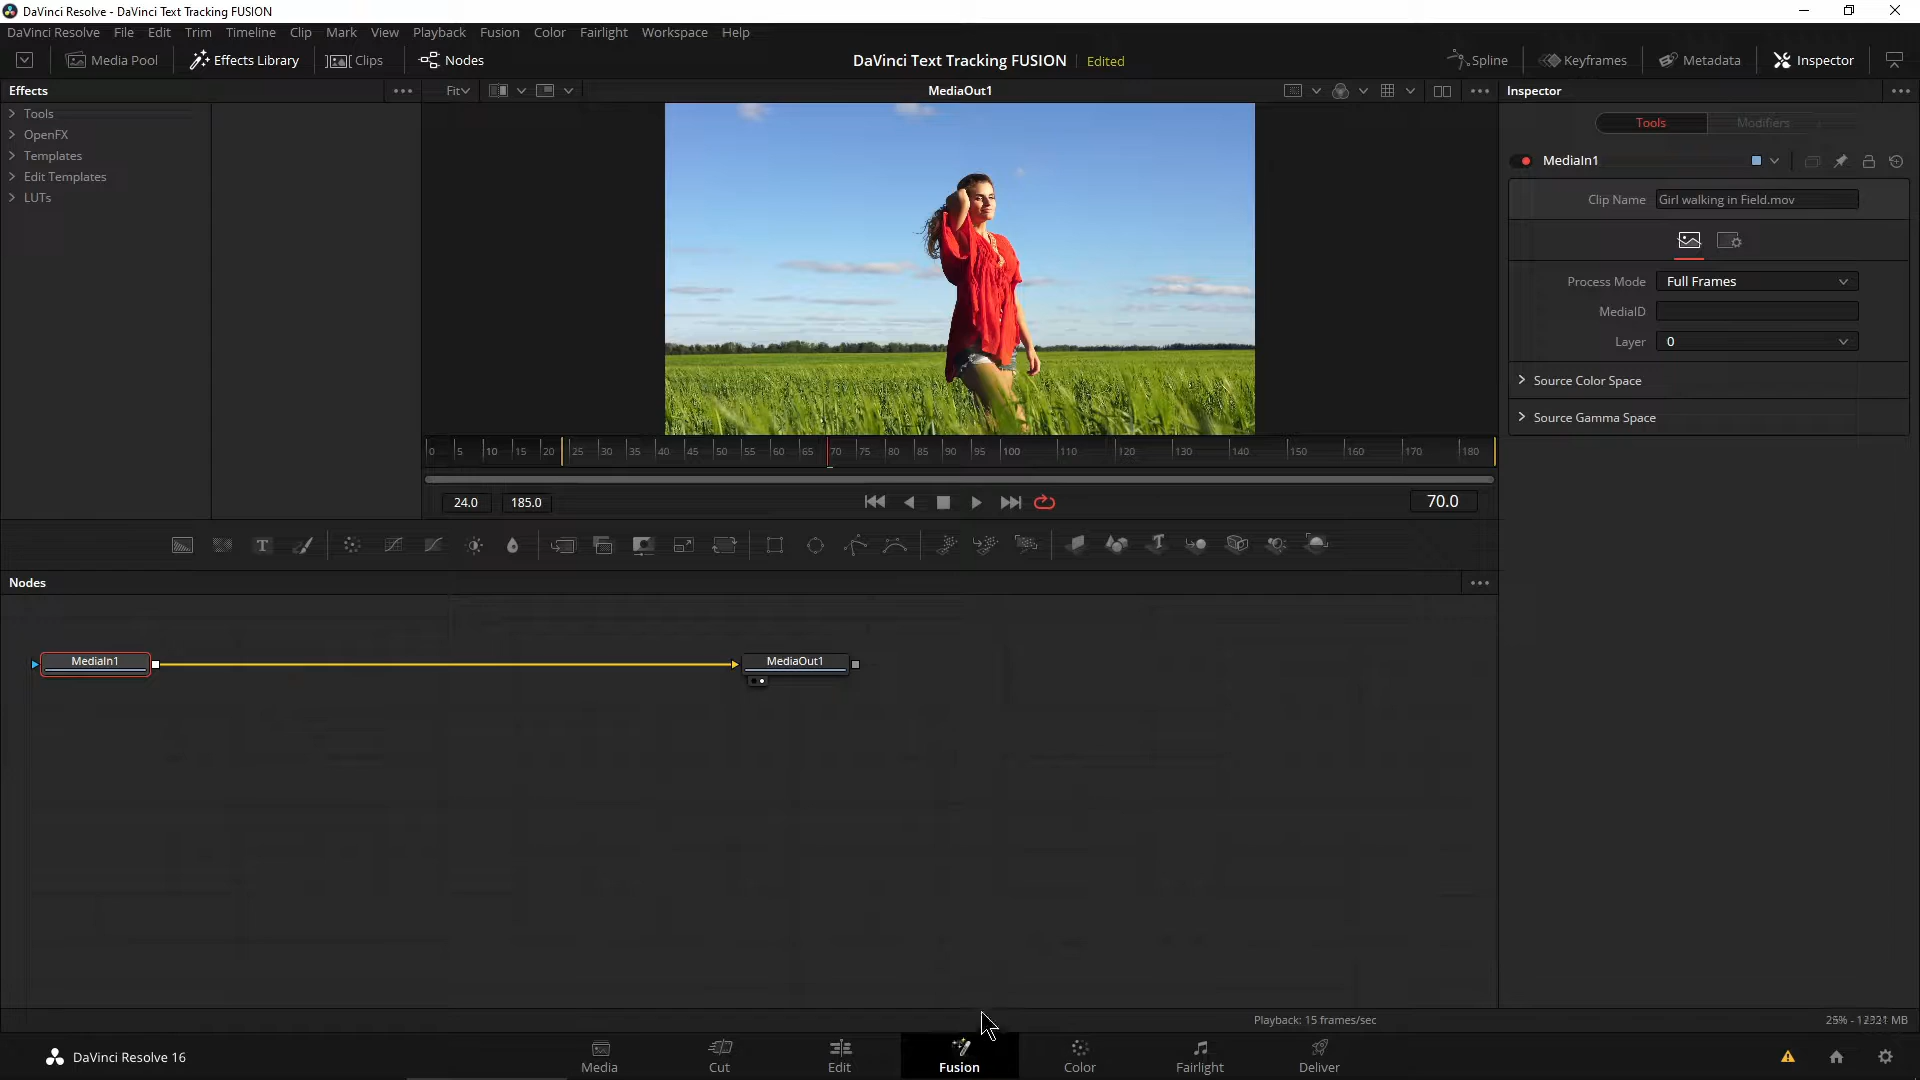 DaVinci Resolve - DaVinci Text Tracking FUSION
DaVinci Resolve File Edit Trim Timeline Clip Mark View Playback Fusion Color Fairlight Workspace Help
Media Pool Effects Library Clips Nodes DaVinci Text Tracking FUSION Edited Spline Keyframes Metadata Inspector
Effects Fit MediaOut1 Inspector
Tools
OpenFX
Templates
Edit Templates
LUTs
Tools Modifiers
MediaIn1
Clip Name Girl walking in Field.mov
Process Mode Full Frames
MediaID
Layer 0
Source Color Space
Source Gamma Space
0 5 10 15 20 25 30 35 40 45 50 55 60 65 70 75 80 85 90 95 100 110 120 130 140 150 160 170 180
24.0 185.0 70.0
T T
Nodes
MediaIn1 MediaOut1
Playback: 15 frames/sec 25% - 12321 MB
DaVinci Resolve 16 Media Cut Edit Fusion Color Fairlight Deliver